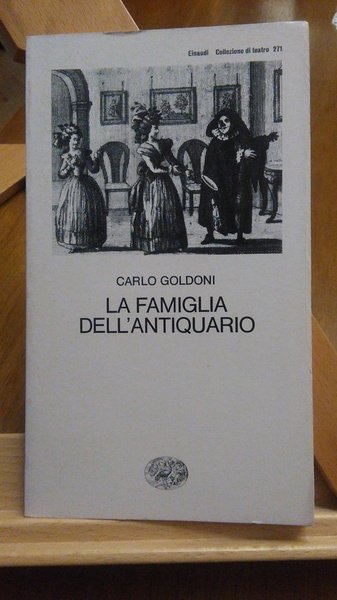 Einaudi Collezione di teatro 271
CARLO GOLDONI
LA FAMIGLIA
DELL'ANTIQUARIO